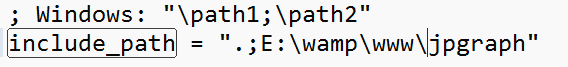 ; Windows: "\path1;\path2"
include_path = ".;E:\wamp\www\jpgraph"